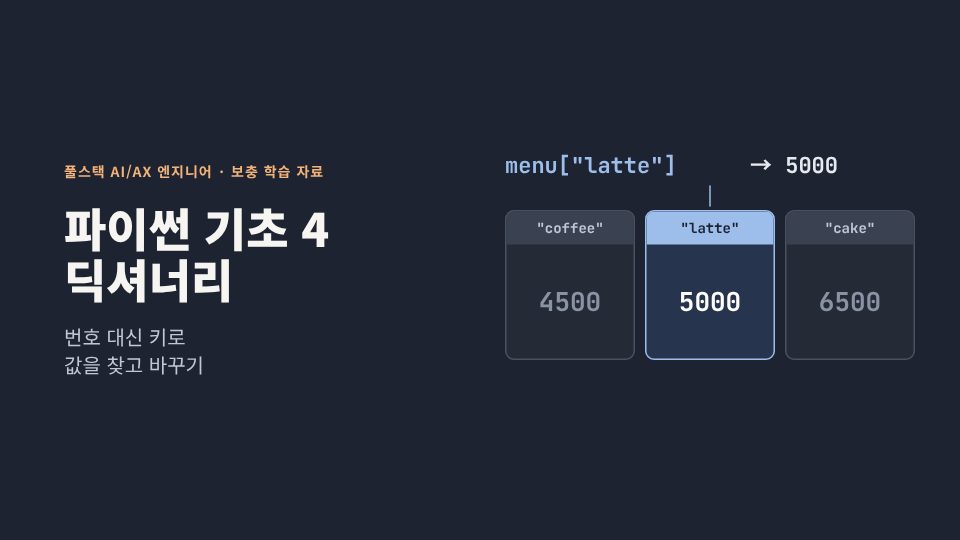 풀스택 AI/AX 엔지니어 · 보충 학습 자료
파이썬 기초 4
딕셔너리
번호 대신 키로
값을 찾고 바꾸기
menu["latte"] → 5000
"coffee" "latte" "cake"
4500 5000 6500